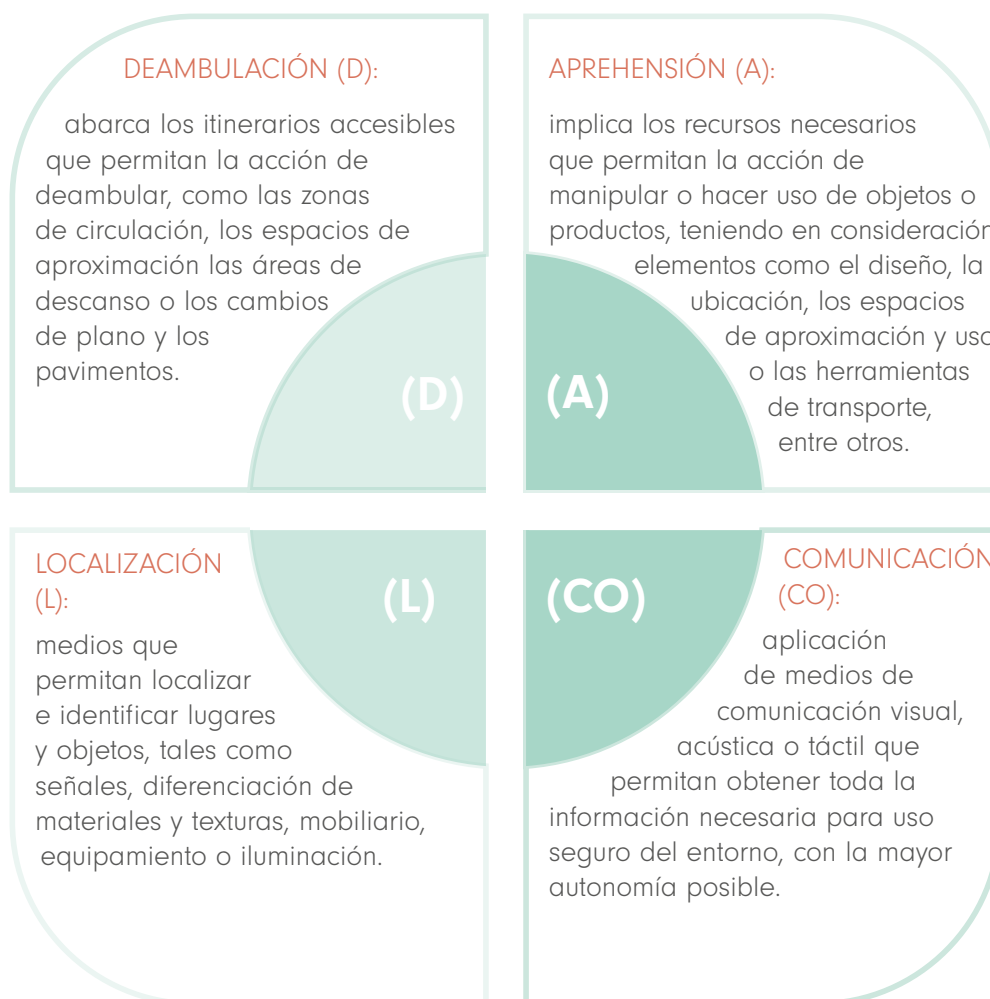 DEAMBULACIÓN (D):
abarca los itinerarios accesibles
que permitan la acción de
deambular, como las zonas
de circulación, los espacios de
aproximación las áreas de
descanso o los cambios
de plano y los
pavimentos.
(D)
APREHENSIÓN (A):
implica los recursos necesarios
que permitan la acción de
manipular o hacer uso de objetos o
productos, teniendo en consideración
elementos como el diseño, la
ubicación, los espacios
de aproximación y uso
o las herramientas
de transporte,
entre otros.
(A)
LOCALIZACIÓN
(L):
medios que
permitan localizar
e identificar lugares
y objetos, tales como
señales, diferenciación de
materiales y texturas, mobiliario,
equipamiento o iluminación.
(L)
COMUNICACIÓN
(CO):
aplicación
de medios de
comunicación visual,
acústica o táctil que
permitan obtener toda la
información necesaria para uso
seguro del entorno, con la mayor
autonomía posible.
(CO)